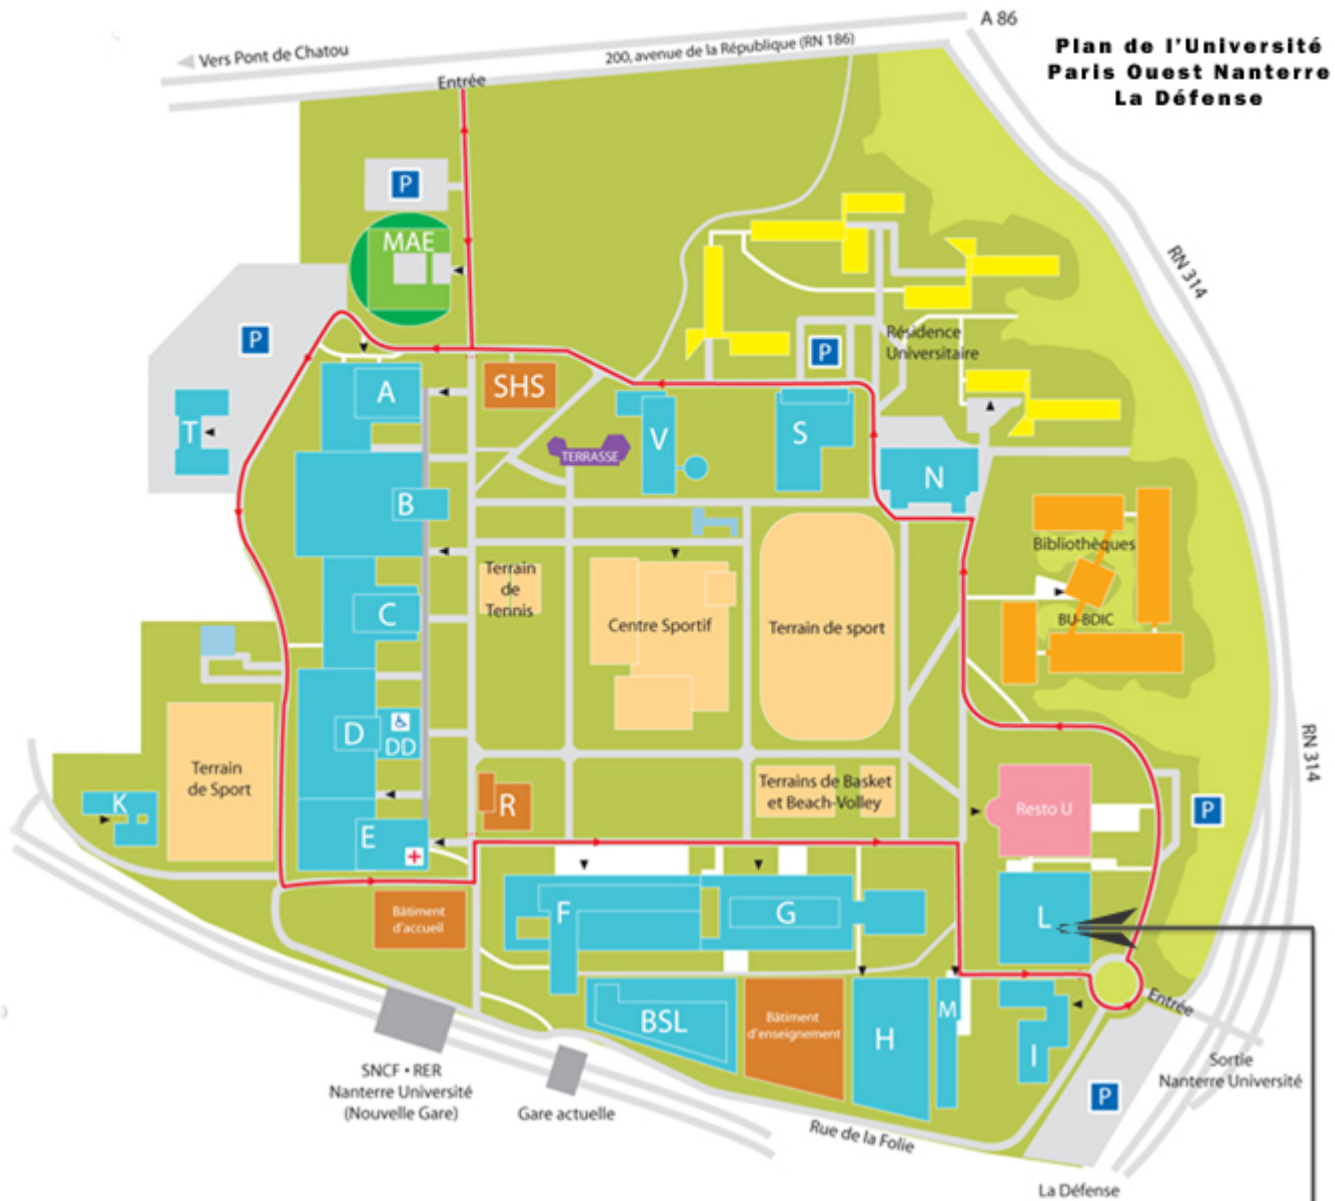 A 86
Plan de l'Université
Paris Ouest Nanterre
La Défense
Vers Pont de Chatou
200, avenue de la République (RN 186)
Entrée
P
MAE
RN 314
P
Résidence
Universitaire
P
A
SHS
T
V
S
TERRASSE
N
B
Bibliothèques
Terrain
de
Tennis
C
Centre Sportif
Terrain de sport
BU-BDIC
D
DD
RN 314
Terrain
de Sport
Terrains de Basket
et Beach-Volley
K
R
Resto U
P
E
Bâtiment
d'accueil
F
G
L
Entrée
BSL
Bâtiment
d'enseignement
H
M
I
SNCF • RER
Nanterre Université
(Nouvelle Gare)
Gare actuelle
Sortie
Nanterre Université
P
Rue de la Folie
La Défense